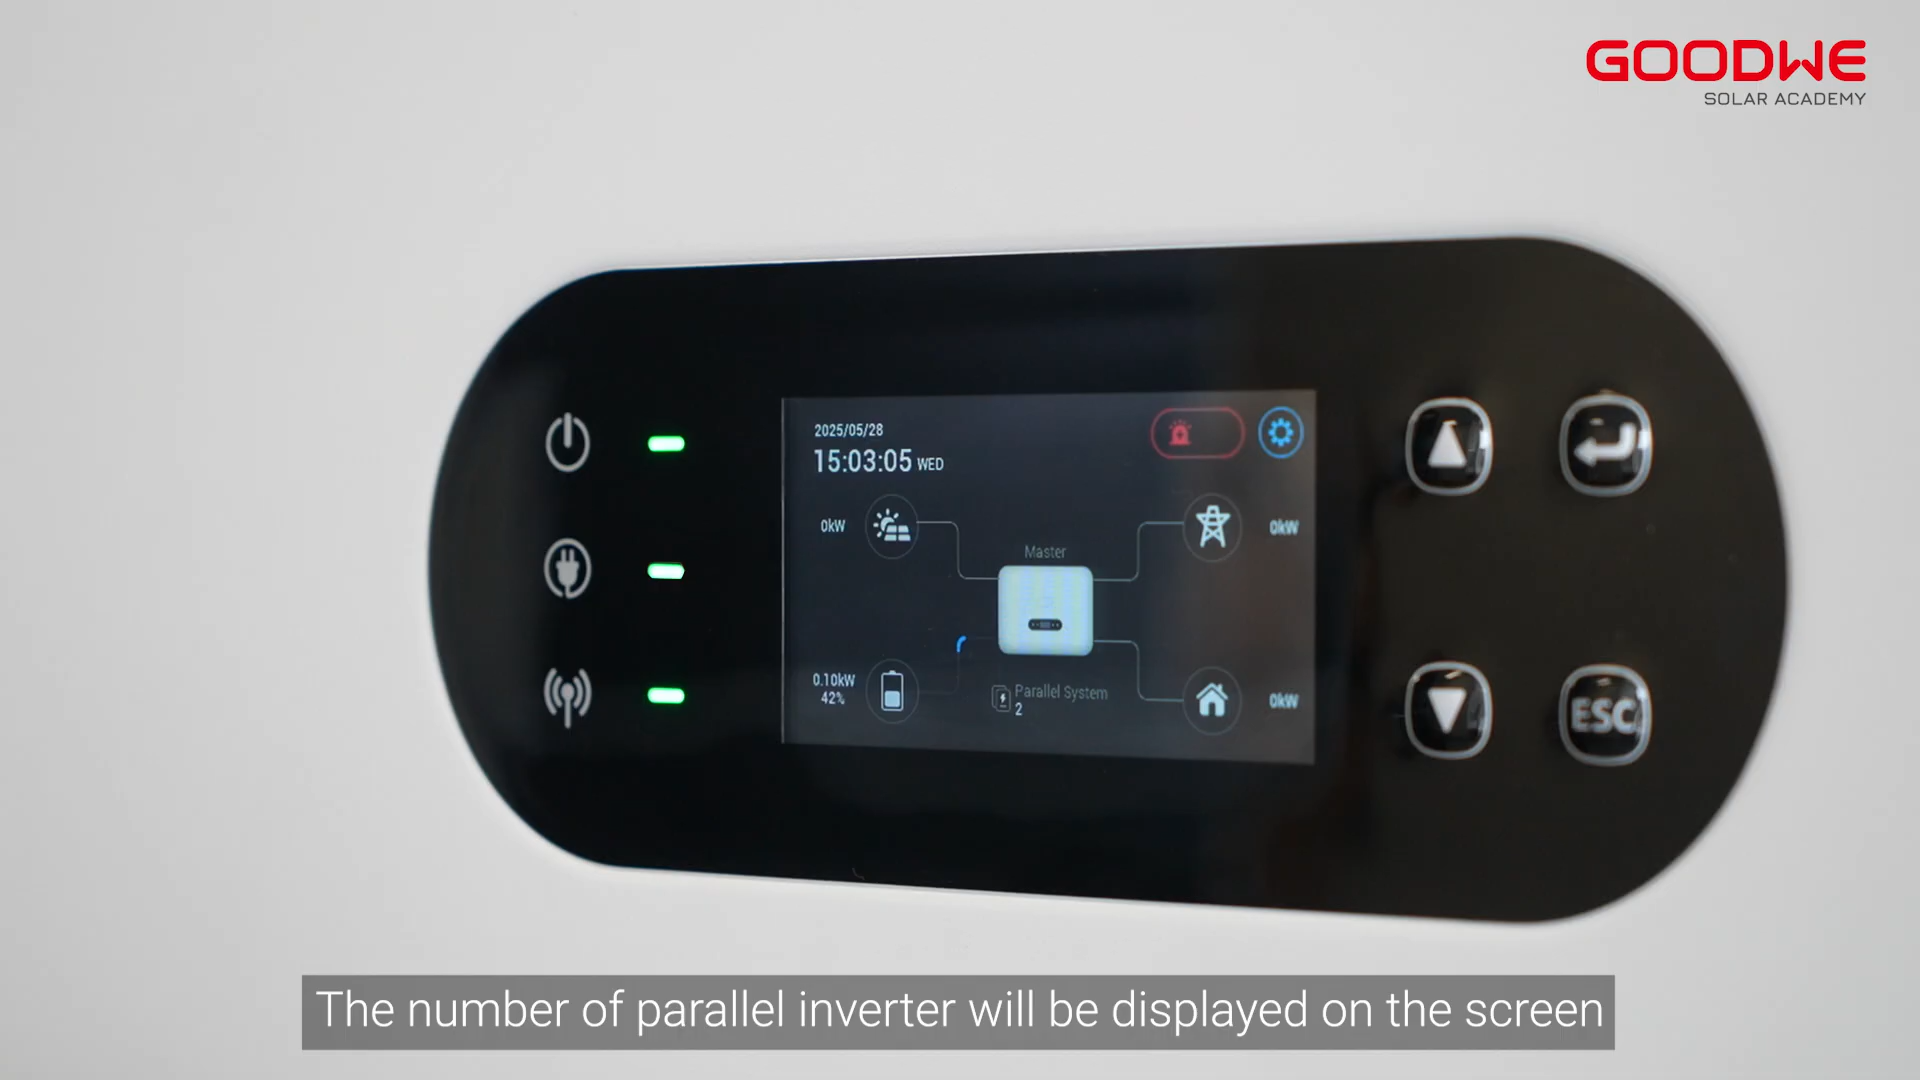 GOODWE
SOLAR ACADEMY
2025/05/28
15:03:05 WED
0kW
0kW
Master
0.10kW
42%
Parallel System
2
0kW
ESC
The number of parallel inverter will be displayed on the screen